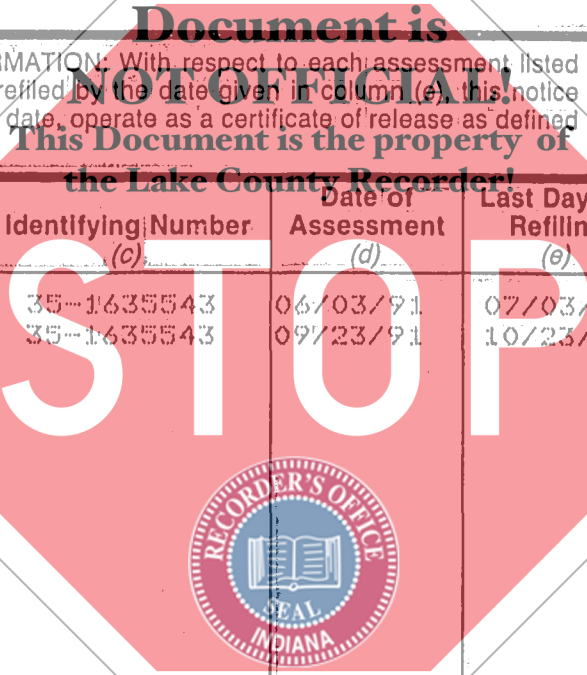 Document is
RMATION: With respect to each assessment listed
NOT OFFICIAL!
refiled by the date given in column (e), this notice
date, operate as a certificate of release as defined
This Document is the property of
the Lake County Recorder!
Identifying Number
(c)
Date of
Assessment
(d)
Last Day
Refilin
(e)
35-1635543 06/03/91 07/03/
35-1635543 09/23/91 10/23/
STOP
RECORDER'S OFFICE
SEAL
INDIANA